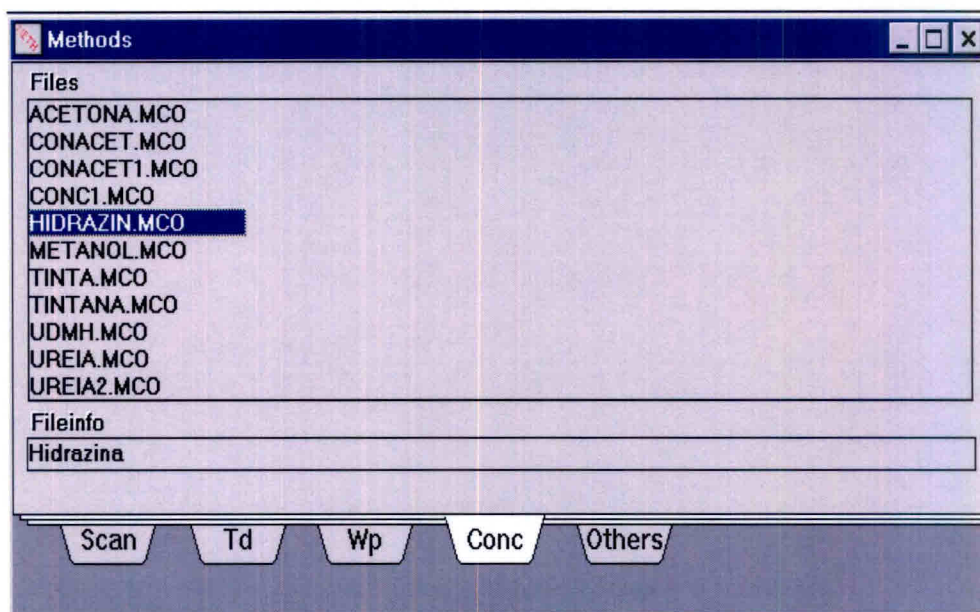 Methods
Files
ACETONA.MCO
CONACET.MCO
CONACET1.MCO
CONC1.MCO
HIDRAZIN.MCO
METANOL.MCO
TINTA.MCO
TINTANA.MCO
UDMH.MCO
UREIA.MCO
UREIA2.MCO
Fileinfo
Hidrazina
Scan Td Wp Conc Others